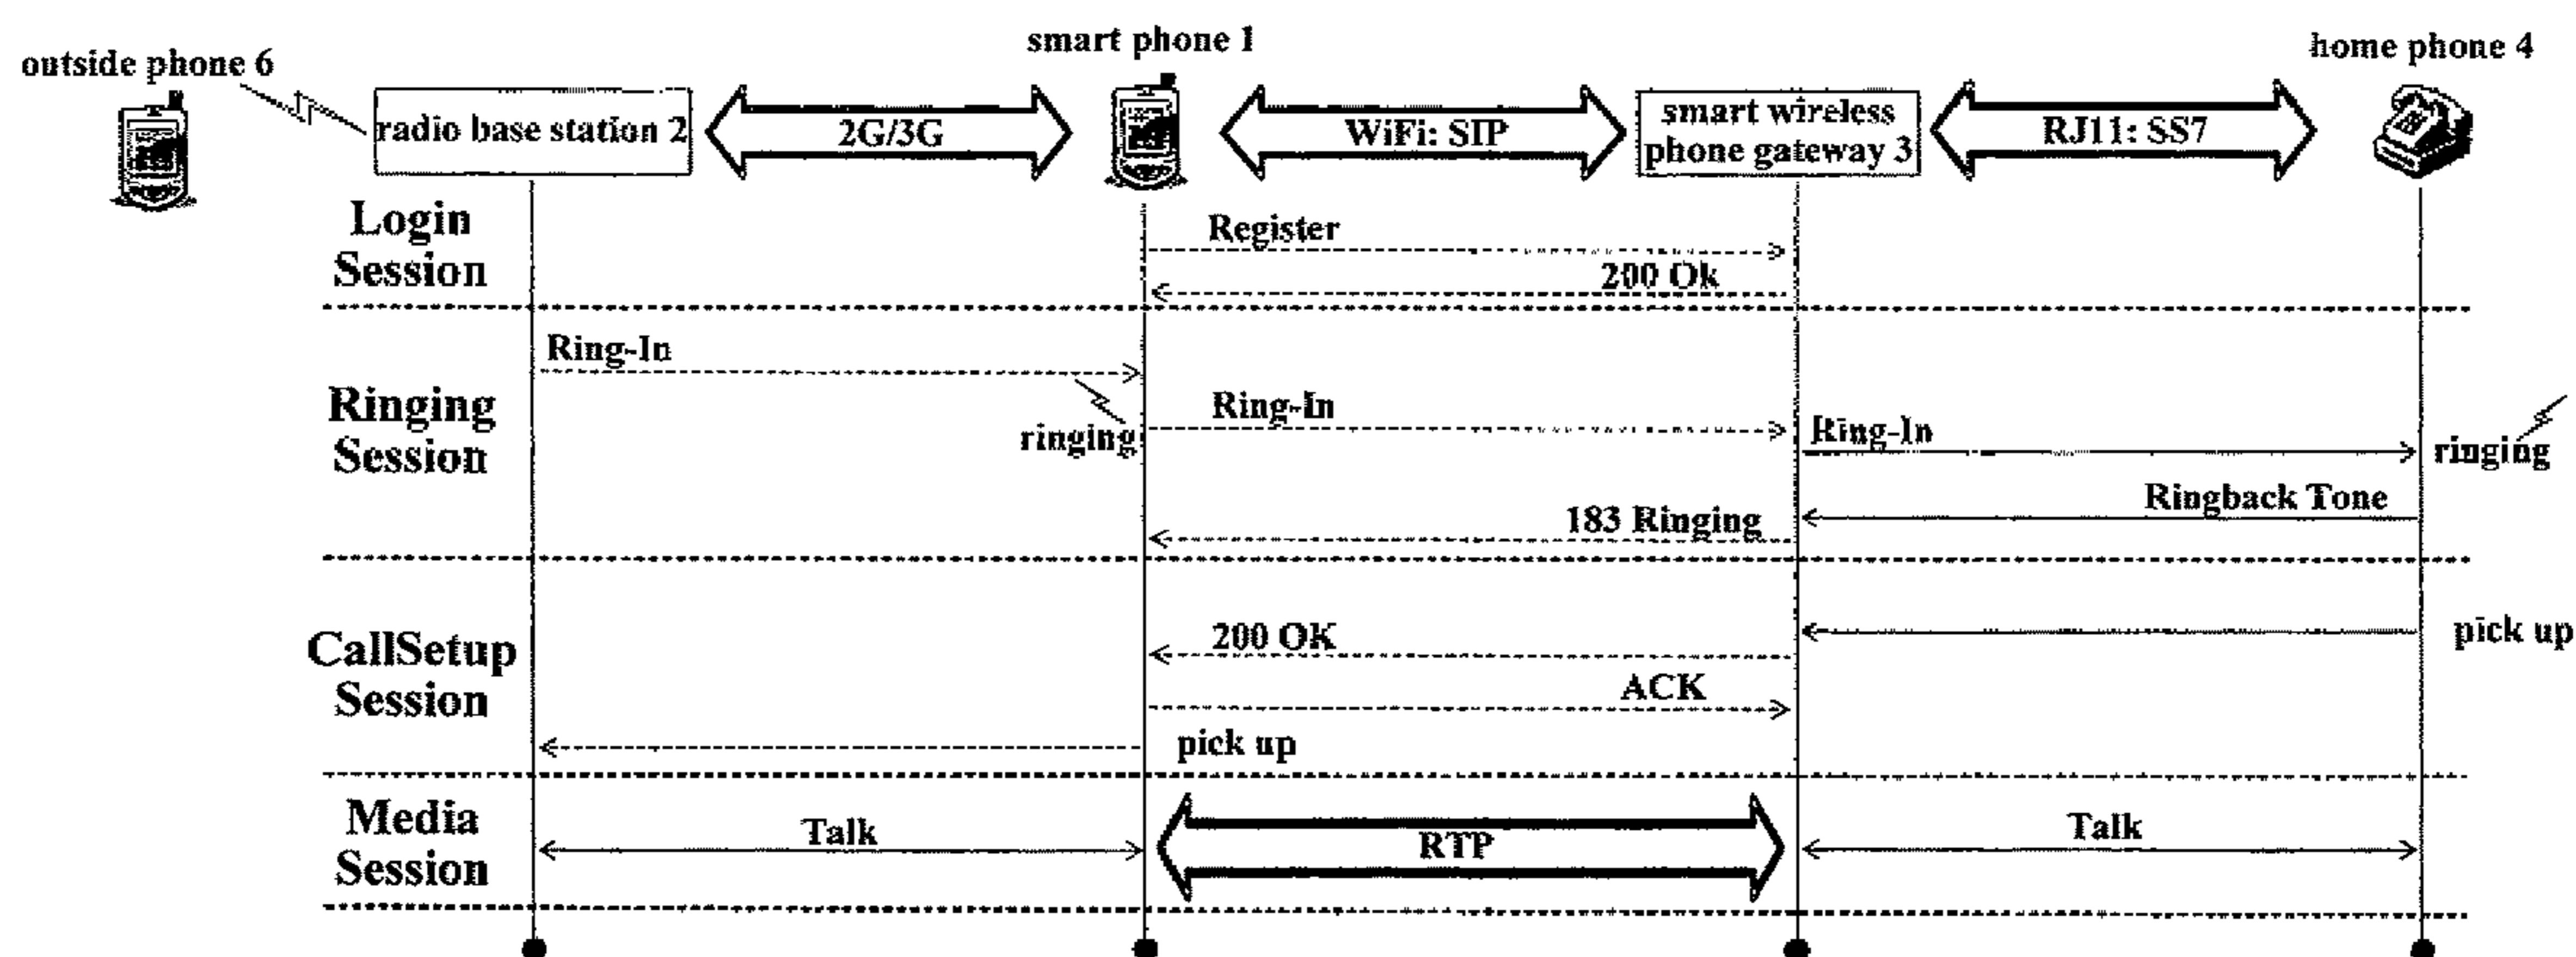 smart phone 1
home phone 4
outside phone 6
radio base station 2
2G/3G
WiFi: SIP
smart wireless
phone gateway 3
RJ11: SS7
Login
Session
Register
200 Ok
Ring-In
Ringing
Session
ringing
Ring-In
Ring-In
ringing
Ringback Tone
183 Ringing
CallSetup
Session
200 OK
pick up
ACK
pick up
Media
Session
Talk
RTP
Talk